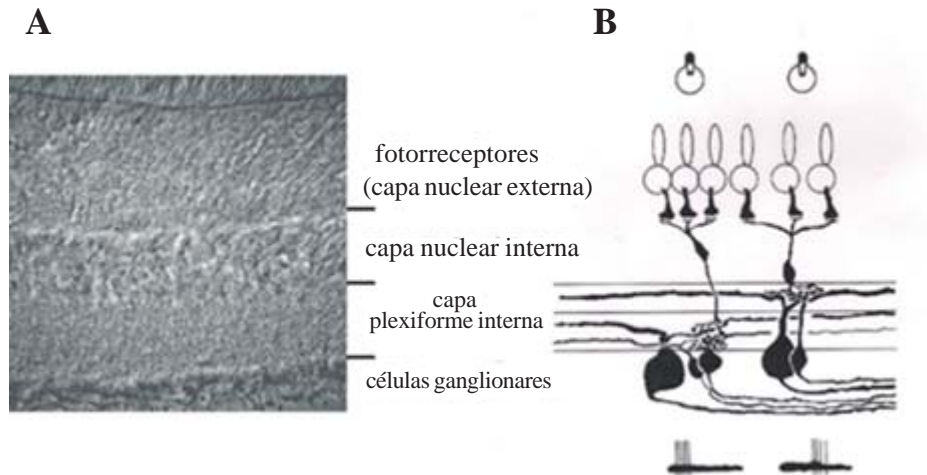 A
B
fotorreceptores
(capa nuclear externa)
capa nuclear interna
capa
plexiforme interna
células ganglionares